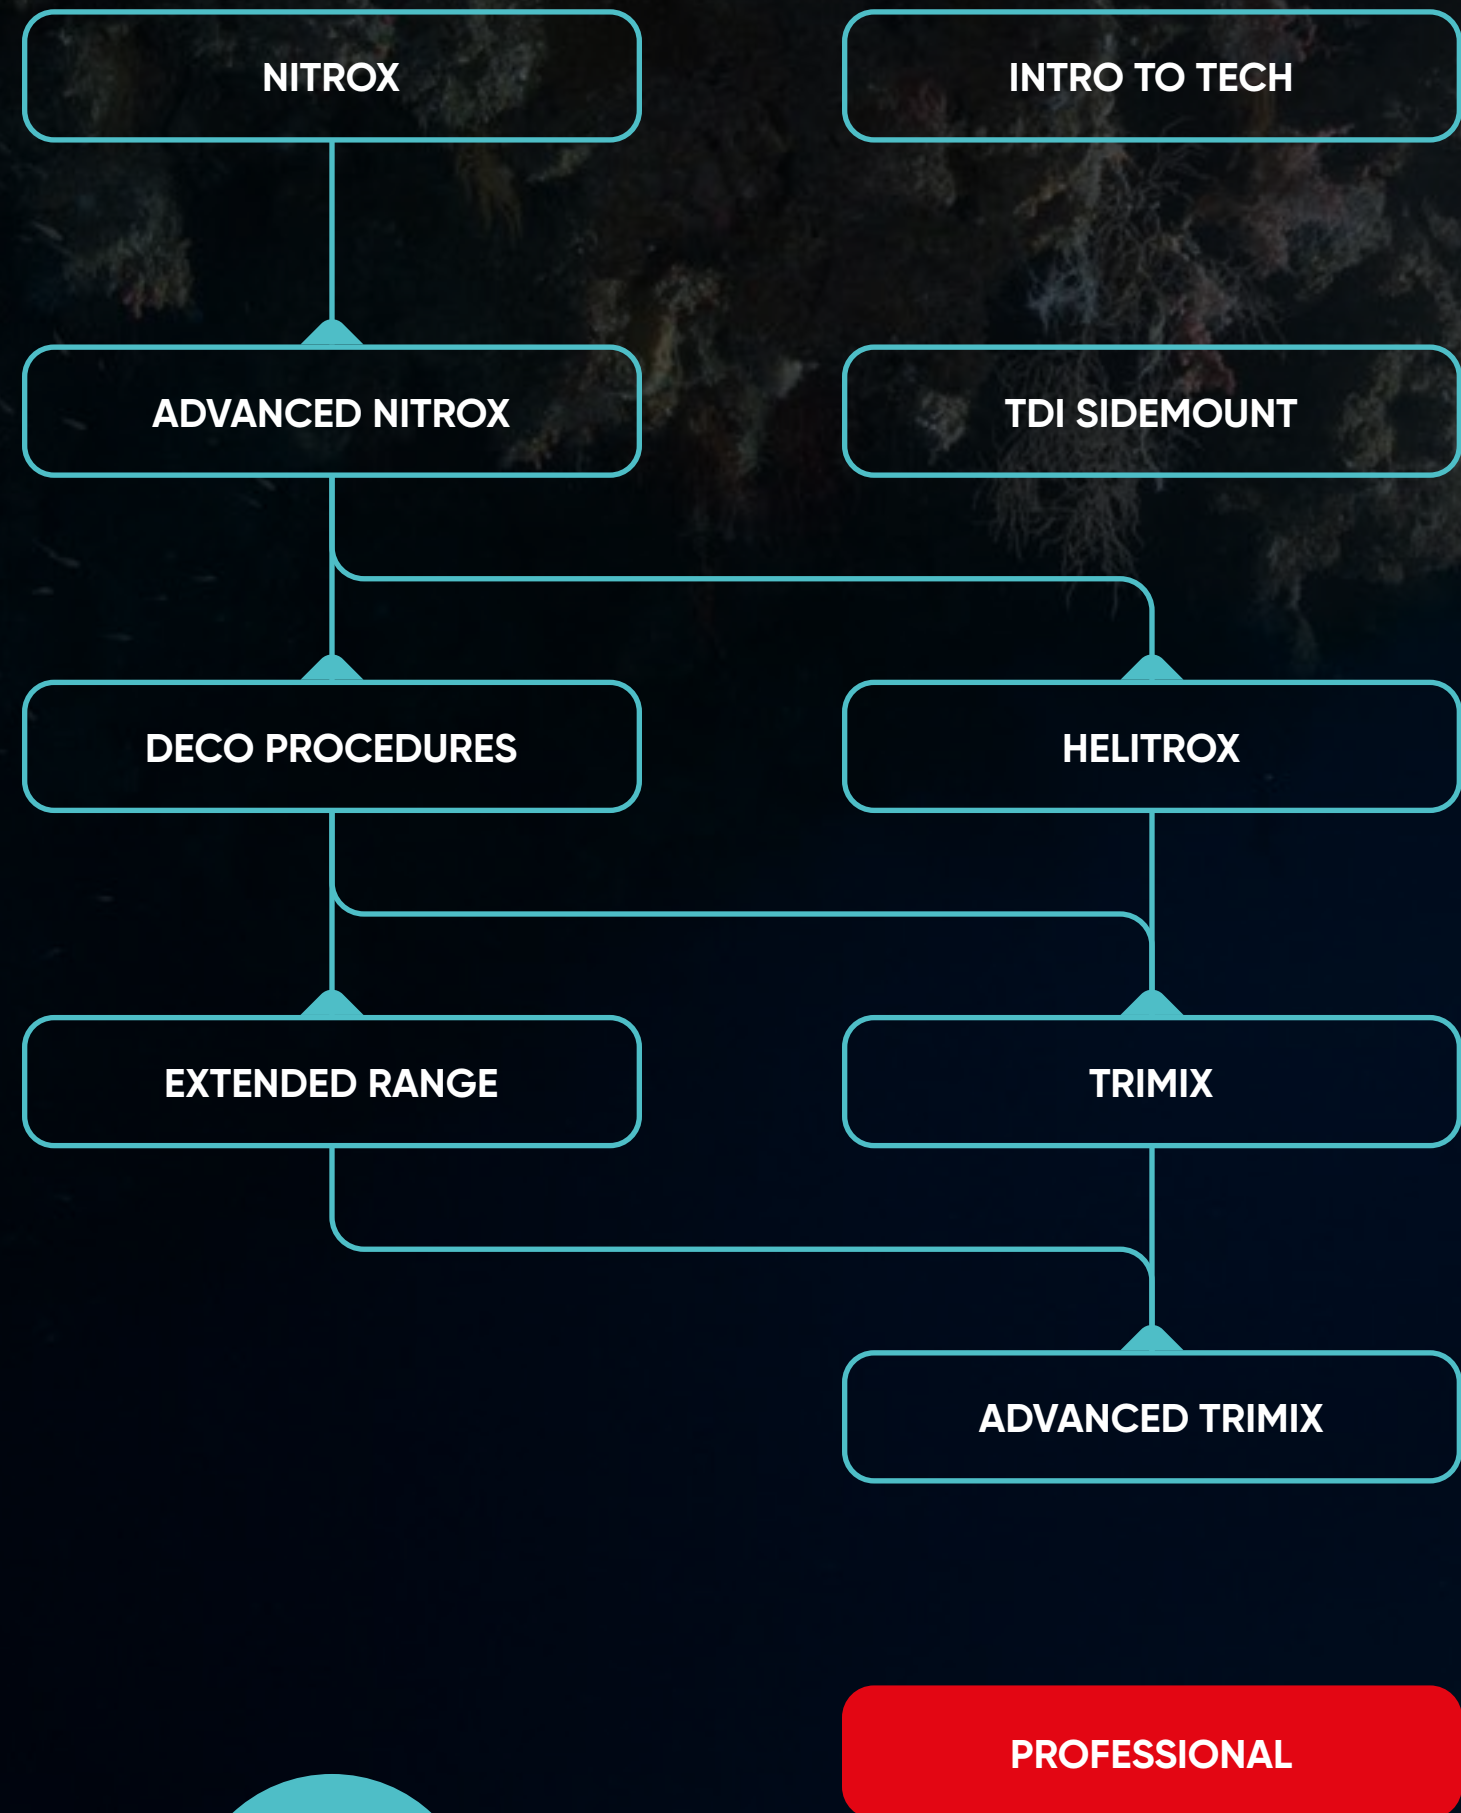 NITROX
INTRO TO TECH
ADVANCED NITROX
TDI SIDEMOUNT
DECO PROCEDURES
HELITROX
EXTENDED RANGE
TRIMIX
ADVANCED TRIMIX
PROFESSIONAL